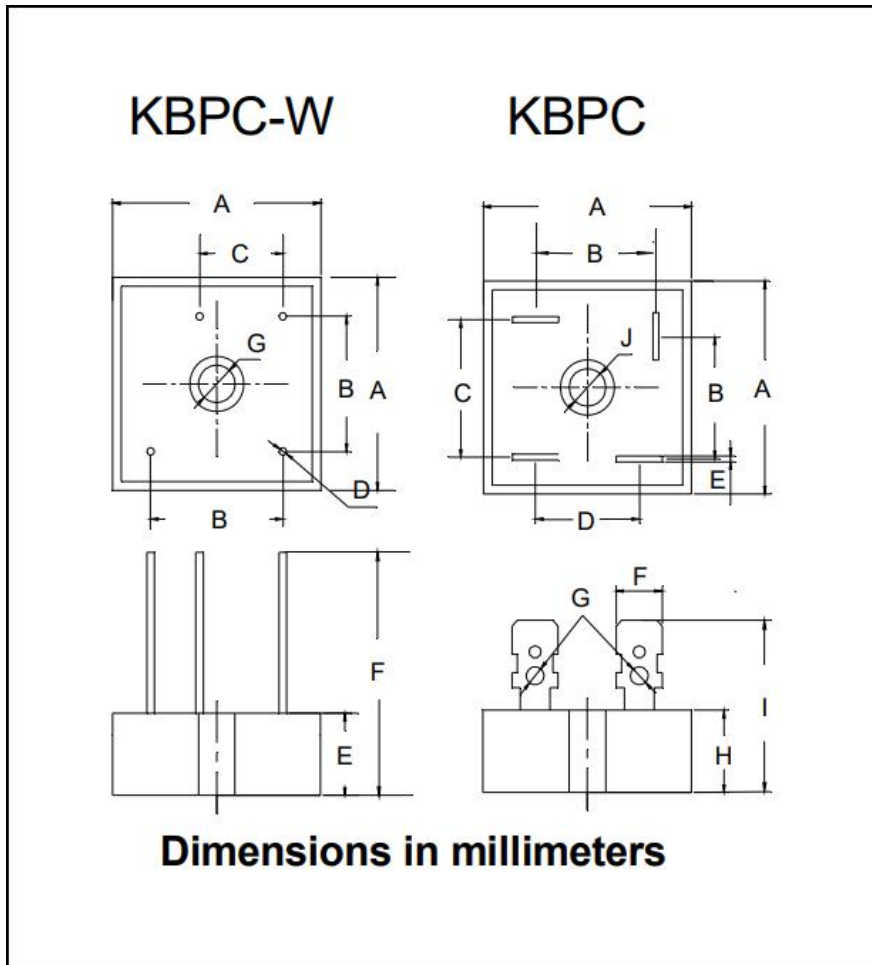 KBPC-W KBPC
A A
C B
G J
B A C B A
D E
B D
F G
F I
E H
Dimensions in millimeters